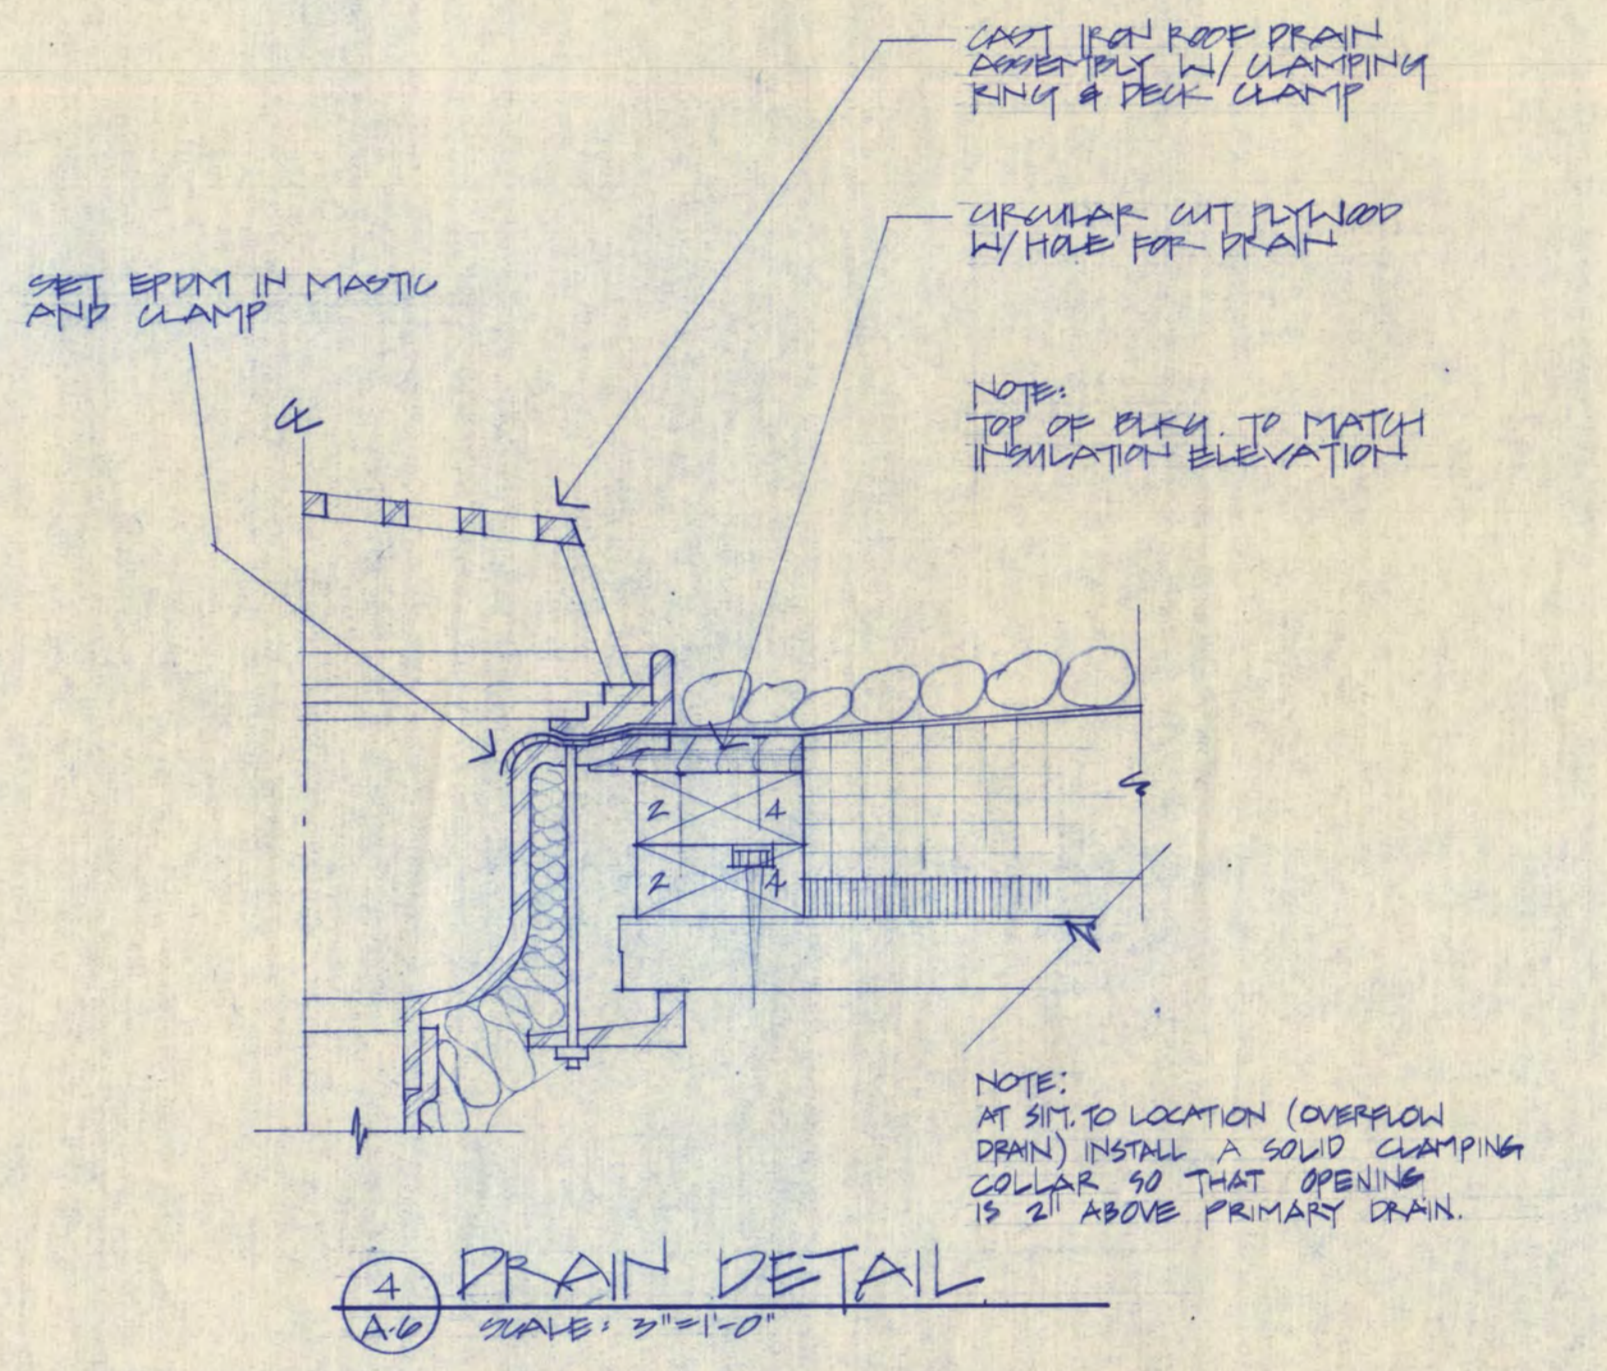 CAST IRON ROOF DRAIN
ASSEMBLY W/ CLAMPING
RING & DECK CLAMP
CIRCULAR CUT PLYWOOD
W/ HOLE FOR DRAIN
SET EPDM IN MASTIC
AND CLAMP
NOTE:
TOP OF BLKG. TO MATCH
INSULATION ELEVATION
℄
2 4
2 4
NOTE:
AT SIM. TO LOCATION (OVERFLOW
DRAIN) INSTALL A SOLID CLAMPING
COLLAR SO THAT OPENING
IS 2" ABOVE PRIMARY DRAIN.
4
A-6
DRAIN DETAIL
SCALE: 3"=1'-0"